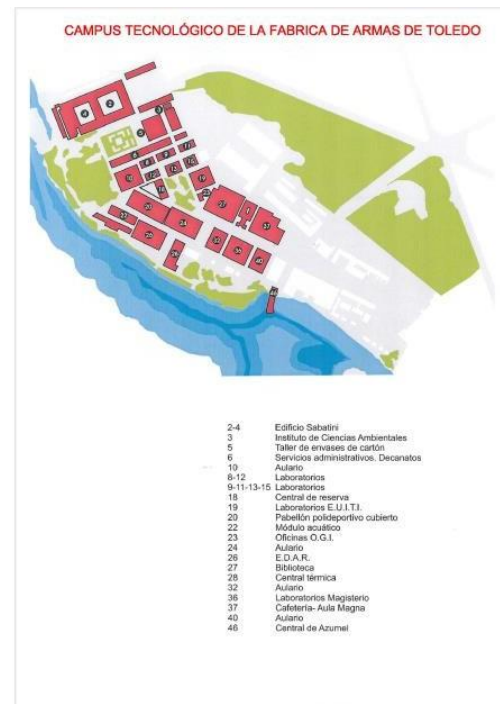 CAMPUS TECNOLÓGICO DE LA FABRICA DE ARMAS DE TOLEDO
2-4 Edificio Sabatini
3 Instituto de Ciencias Ambientales
5 Taller de envases de cartón
6 Servicios administrativos. Decanatos
10 Aulario
8-12 Laboratorios
9-11-13-15 Laboratorios
18 Central de reserva
19 Laboratorios E.U.I.T.I.
20 Pabellón polideportivo cubierto
22 Módulo acuático
23 Oficinas O.G.I.
24 Aulario
26 E.D.A.R.
27 Biblioteca
28 Central térmica
32 Aulario
36 Laboratorios Magisterio
37 Cafetería- Aula Magna
40 Aulario
46 Central de Azumel